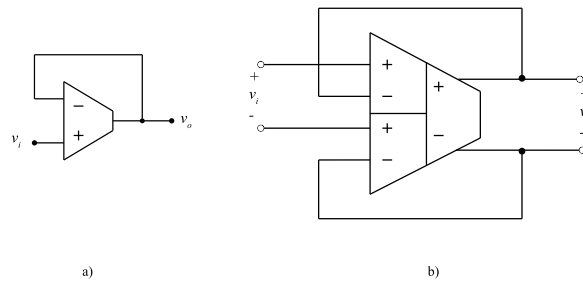 −
+
v_i
v_o
a)
+
v_i
-
+
−
+
−
+
−
+
v
-
b)